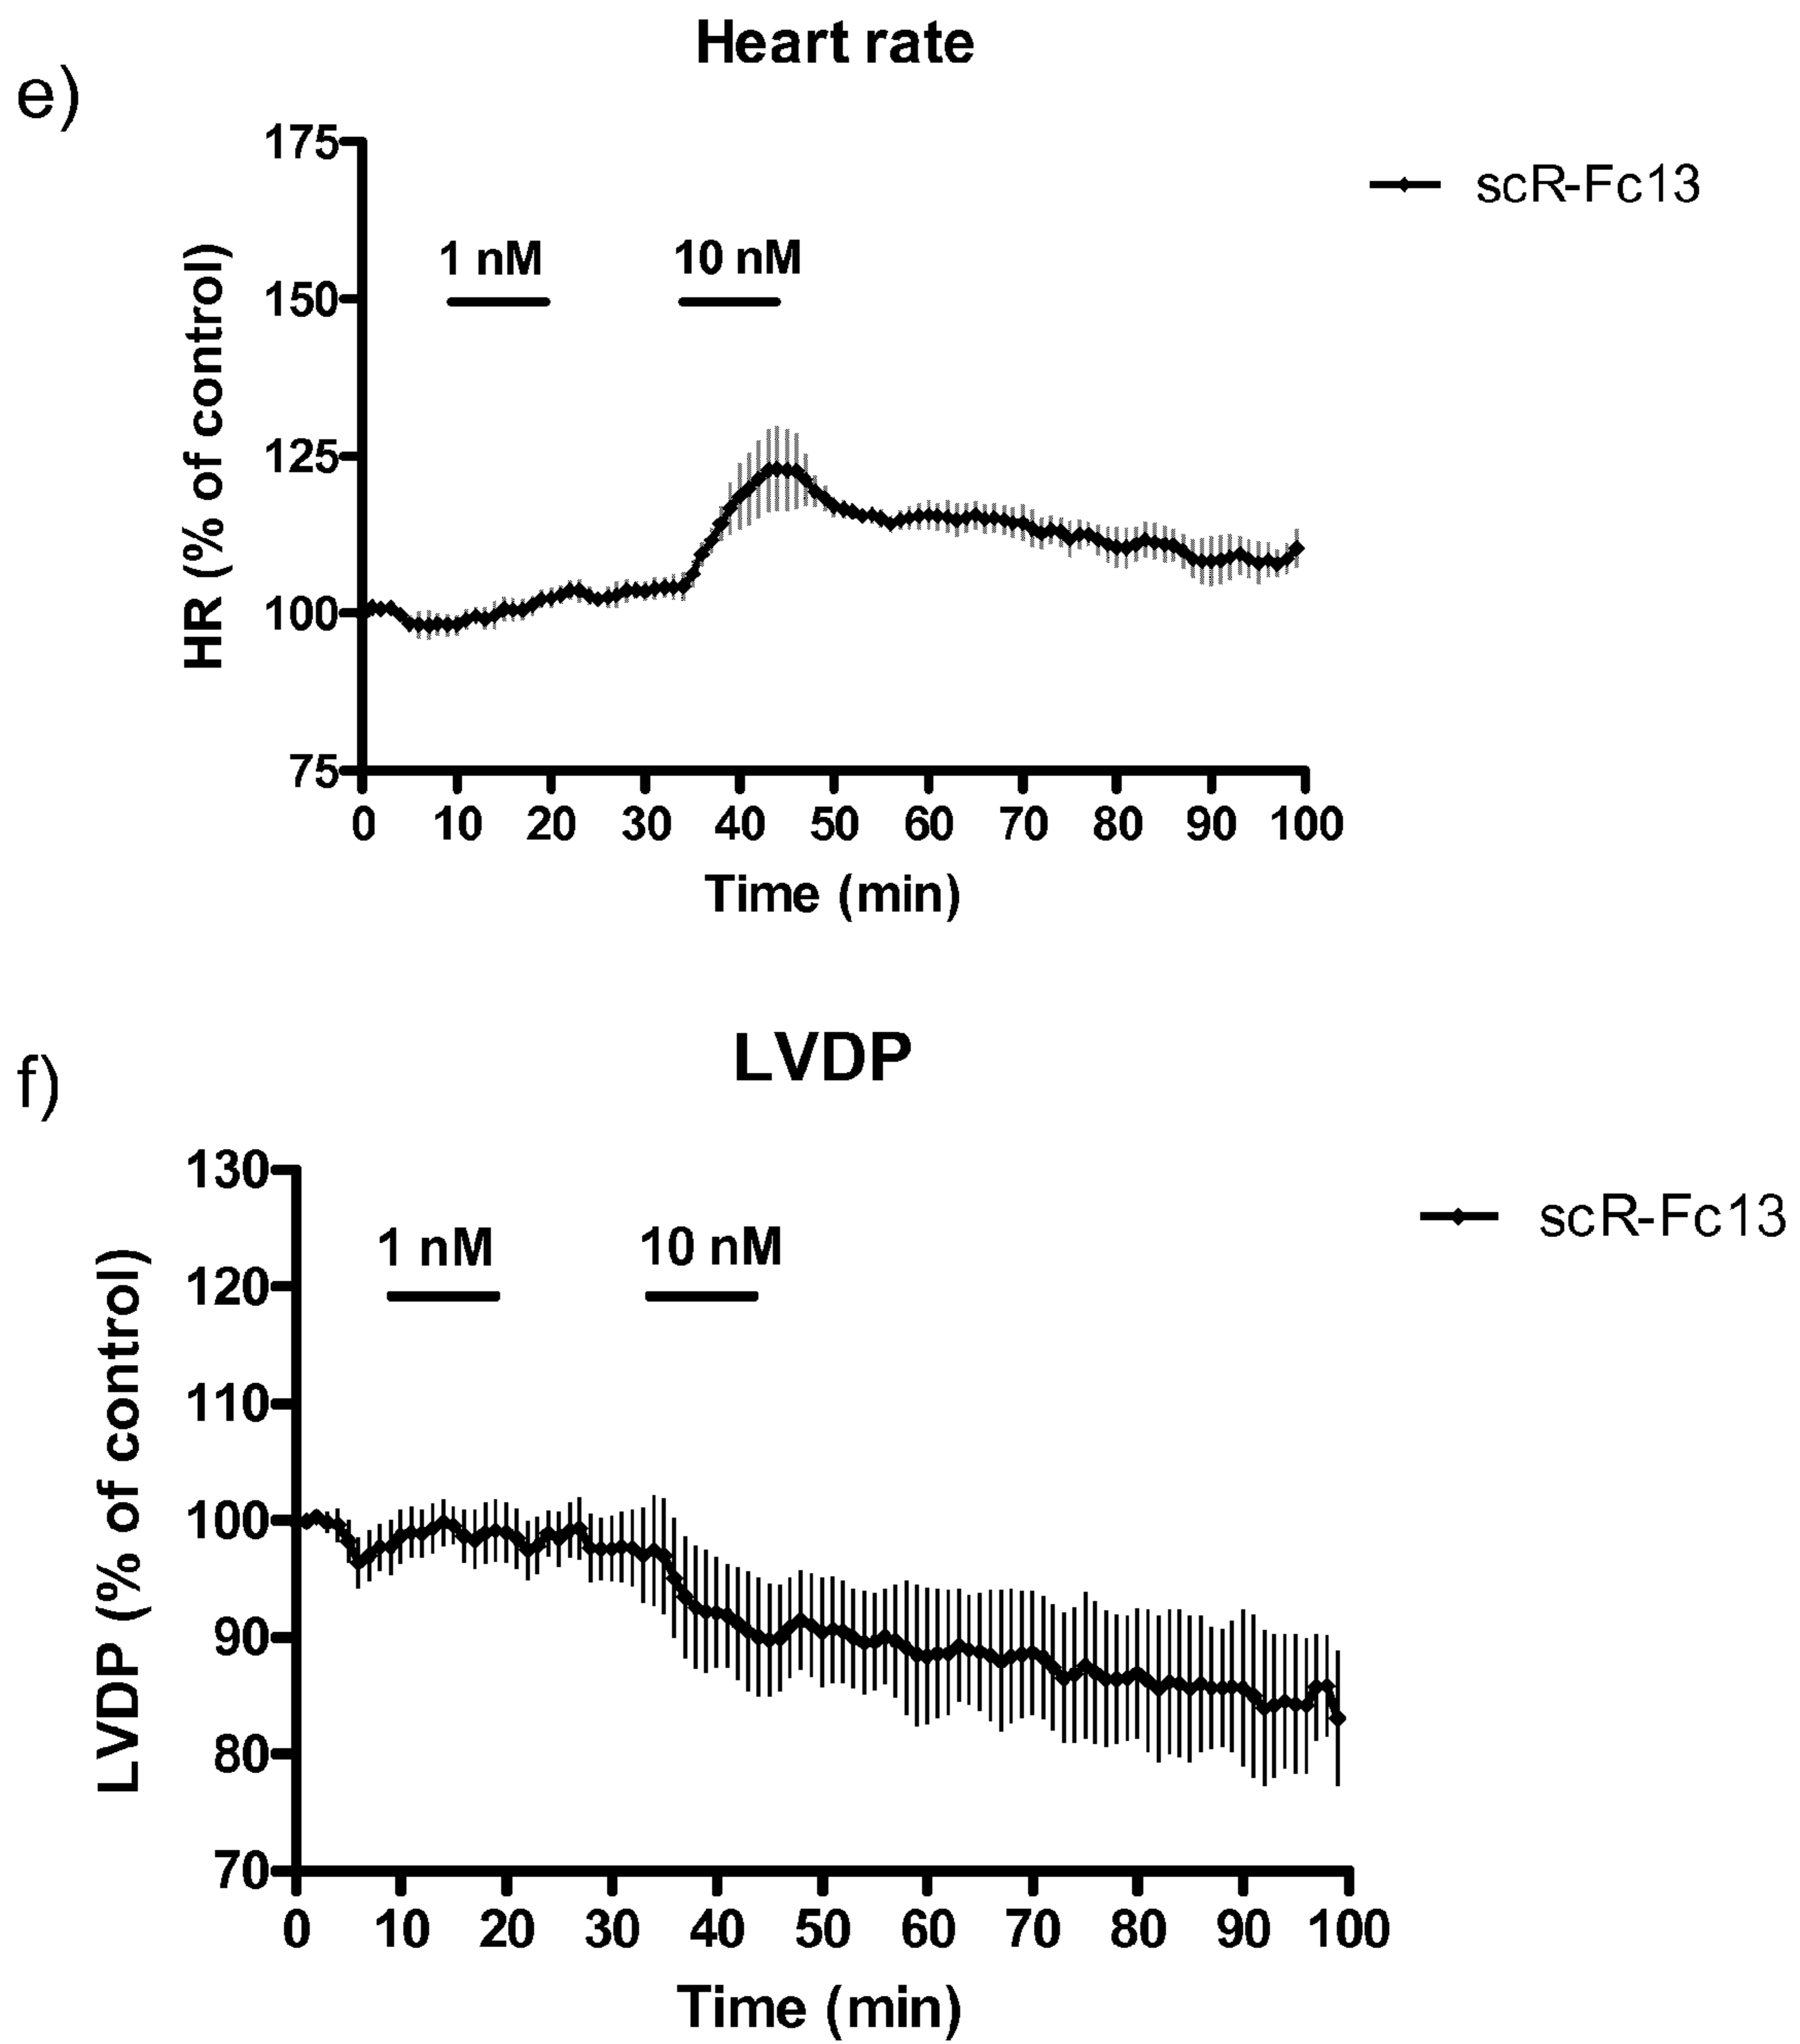 Heart rate
e)
175
scR-Fc13
1 nM 10 nM
150
HR (% of control)
125
100
75
0 10 20 30 40 50 60 70 80 90 100
Time (min)
LVDP
f)
130
scR-Fc13
1 nM 10 nM
120
LVDP (% of control)
110
100
90
80
70
0 10 20 30 40 50 60 70 80 90 100
Time (min)